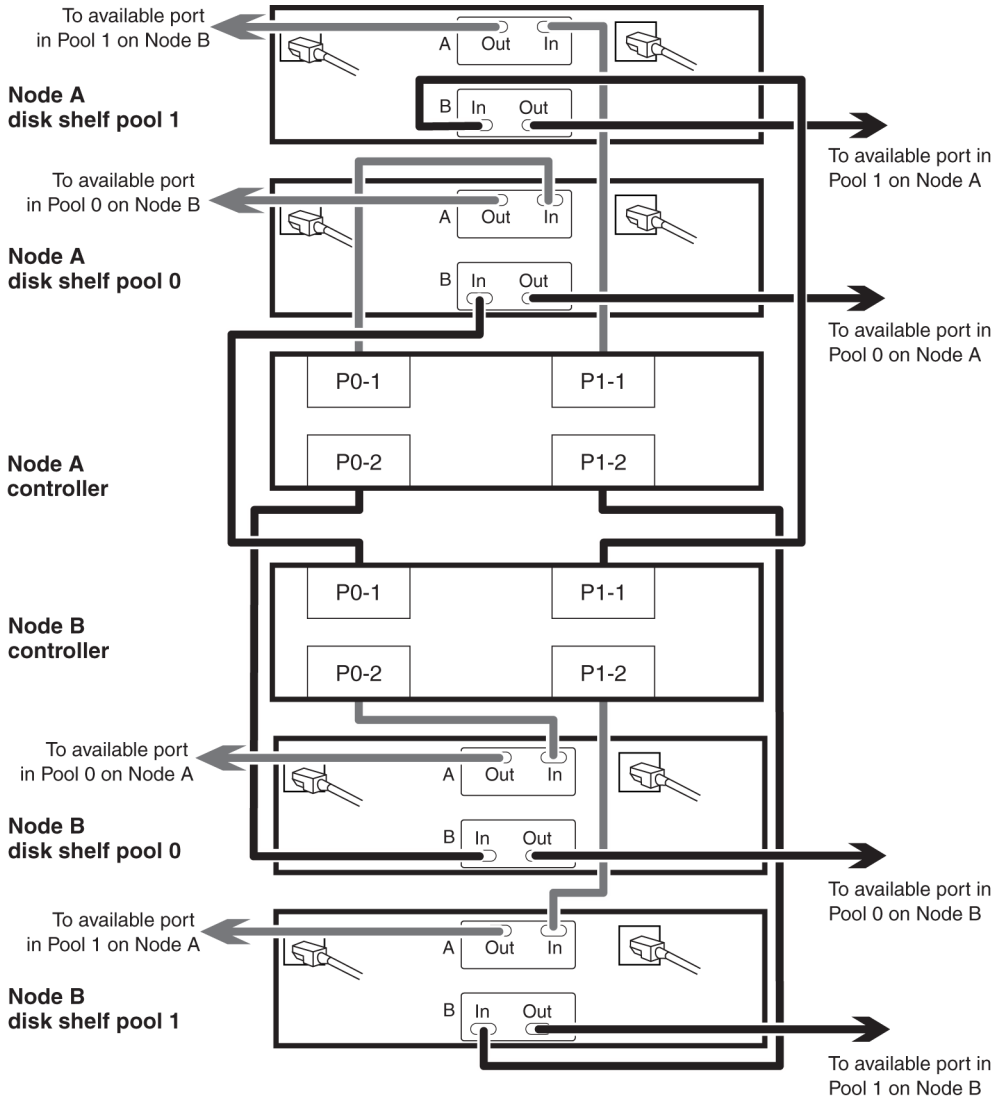 To available port
in Pool 1 on Node B
A
Out
In
Node A
disk shelf pool 1
B
In
Out
To available port in
Pool 1 on Node A
To available port
in Pool 0 on Node B
A
Out
In
Node A
disk shelf pool 0
B
In
Out
To available port in
Pool 0 on Node A
P0-1
P1-1
Node A
controller
P0-2
P1-2
P0-1
P1-1
Node B
controller
P0-2
P1-2
To available port
in Pool 0 on Node A
A
Out
In
Node B
disk shelf pool 0
B
In
Out
To available port in
Pool 0 on Node B
To available port
in Pool 1 on Node A
A
Out
In
Node B
disk shelf pool 1
B
In
Out
To available port in
Pool 1 on Node B